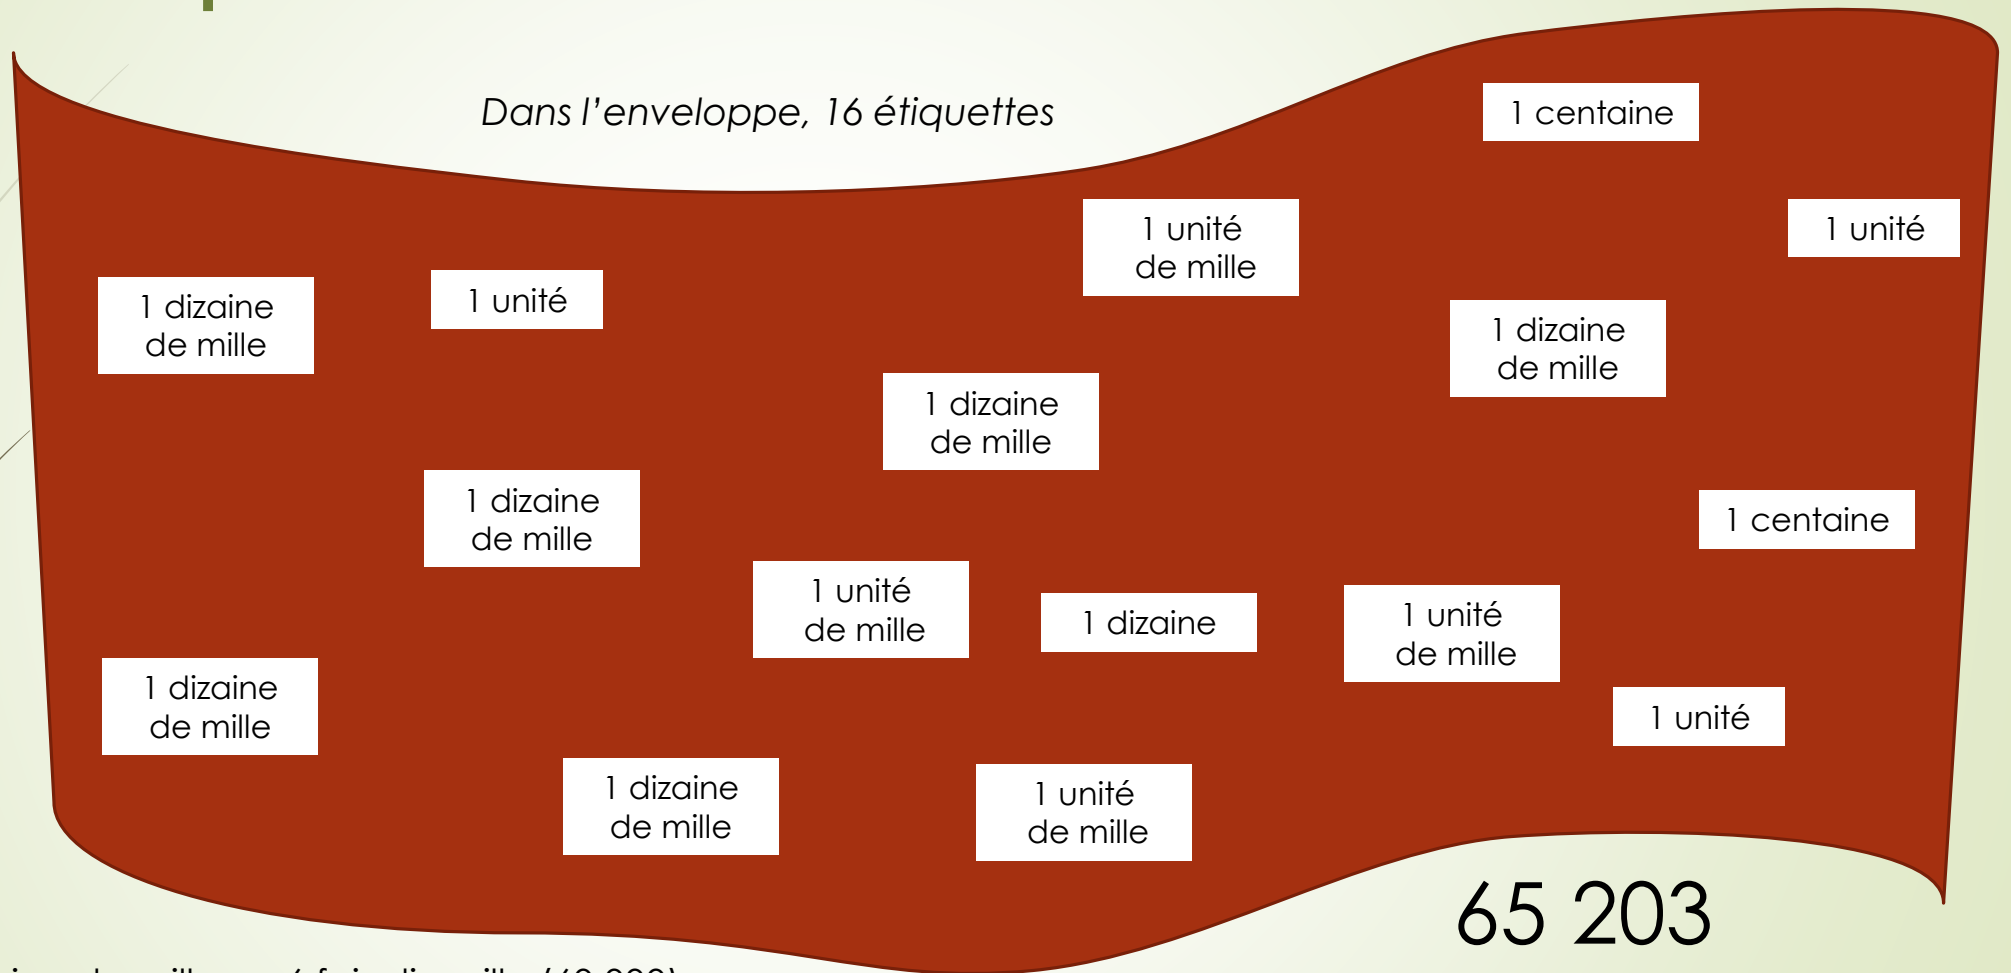 Dans l'enveloppe, 16 étiquettes
1 centaine
1 unité
de mille
1 unité
1 dizaine
de mille
1 unité
1 dizaine
de mille
1 dizaine
de mille
1 dizaine
de mille
1 centaine
1 unité
de mille
1 dizaine
1 unité
de mille
1 dizaine
de mille
1 unité
1 dizaine
de mille
1 unité
de mille
65 203